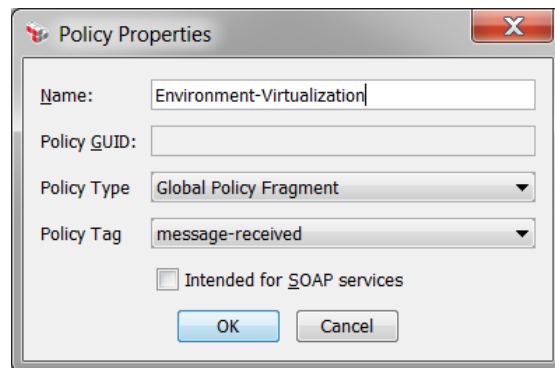 Policy Properties
Name: Environment-Virtualization
Policy GUID:
Policy Type Global Policy Fragment
Policy Tag message-received
Intended for SOAP services
OK Cancel